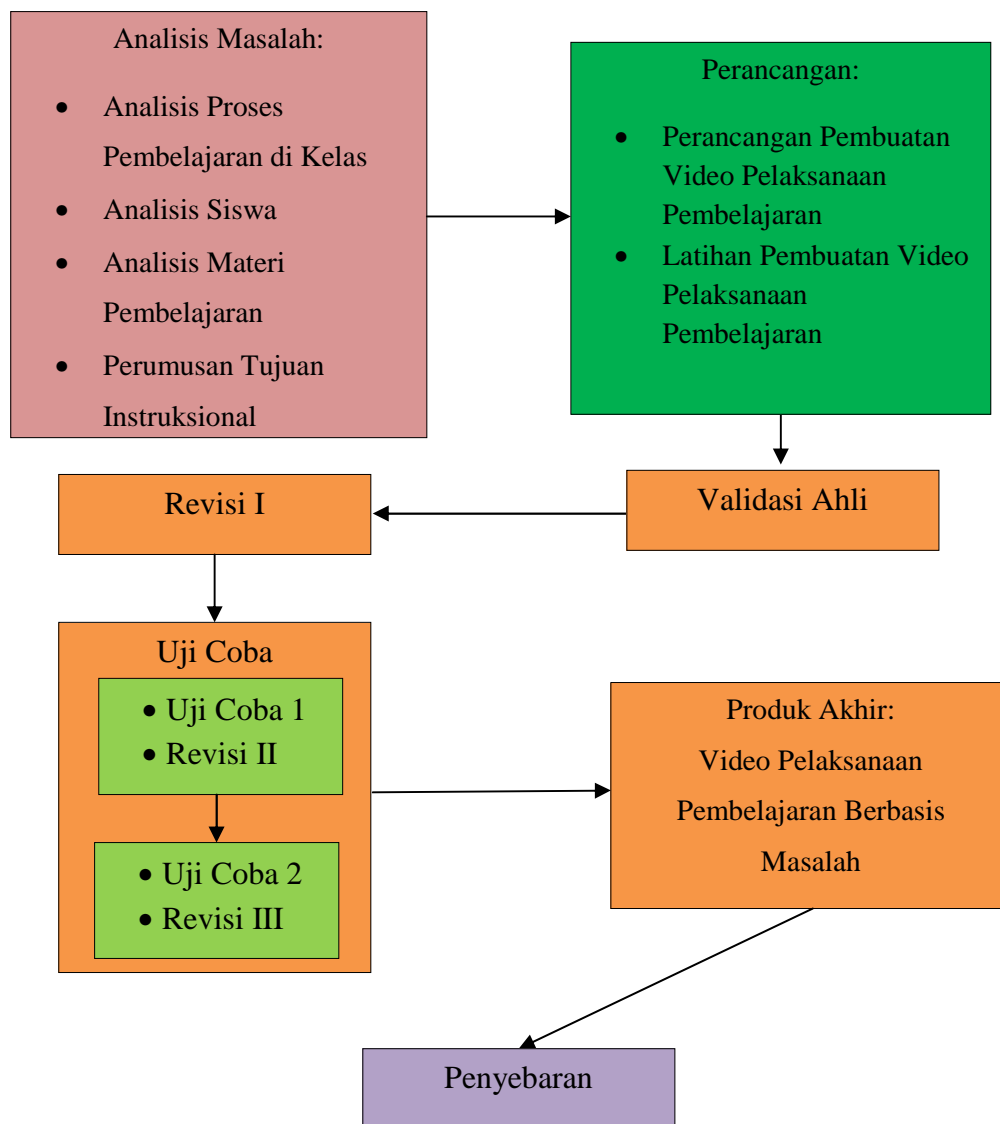 Analisis Masalah:
• Analisis Proses
Pembelajaran di Kelas
• Analisis Siswa
• Analisis Materi
Pembelajaran
• Perumusan Tujuan
Instruksional
Perancangan:
• Perancangan Pembuatan
Video Pelaksanaan
Pembelajaran
• Latihan Pembuatan Video
Pelaksanaan
Pembelajaran
Validasi Ahli
Revisi I
Uji Coba
• Uji Coba 1
• Revisi II
• Uji Coba 2
• Revisi III
Produk Akhir:
Video Pelaksanaan
Pembelajaran Berbasis
Masalah
Penyebaran